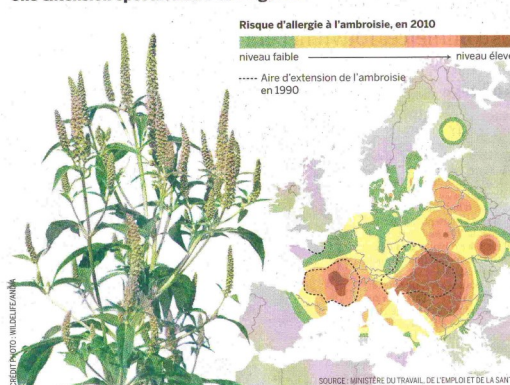 Risque d'allergie à l'ambroisie, en 2010
niveau faible
niveau élevé
Aire d'extension de l'ambroisie
en 1990
CRÉDIT PHOTO : WILDLIFE/ANDIA
SOURCE : MINISTÈRE DU TRAVAIL, DE L'EMPLOI ET DE LA SANT